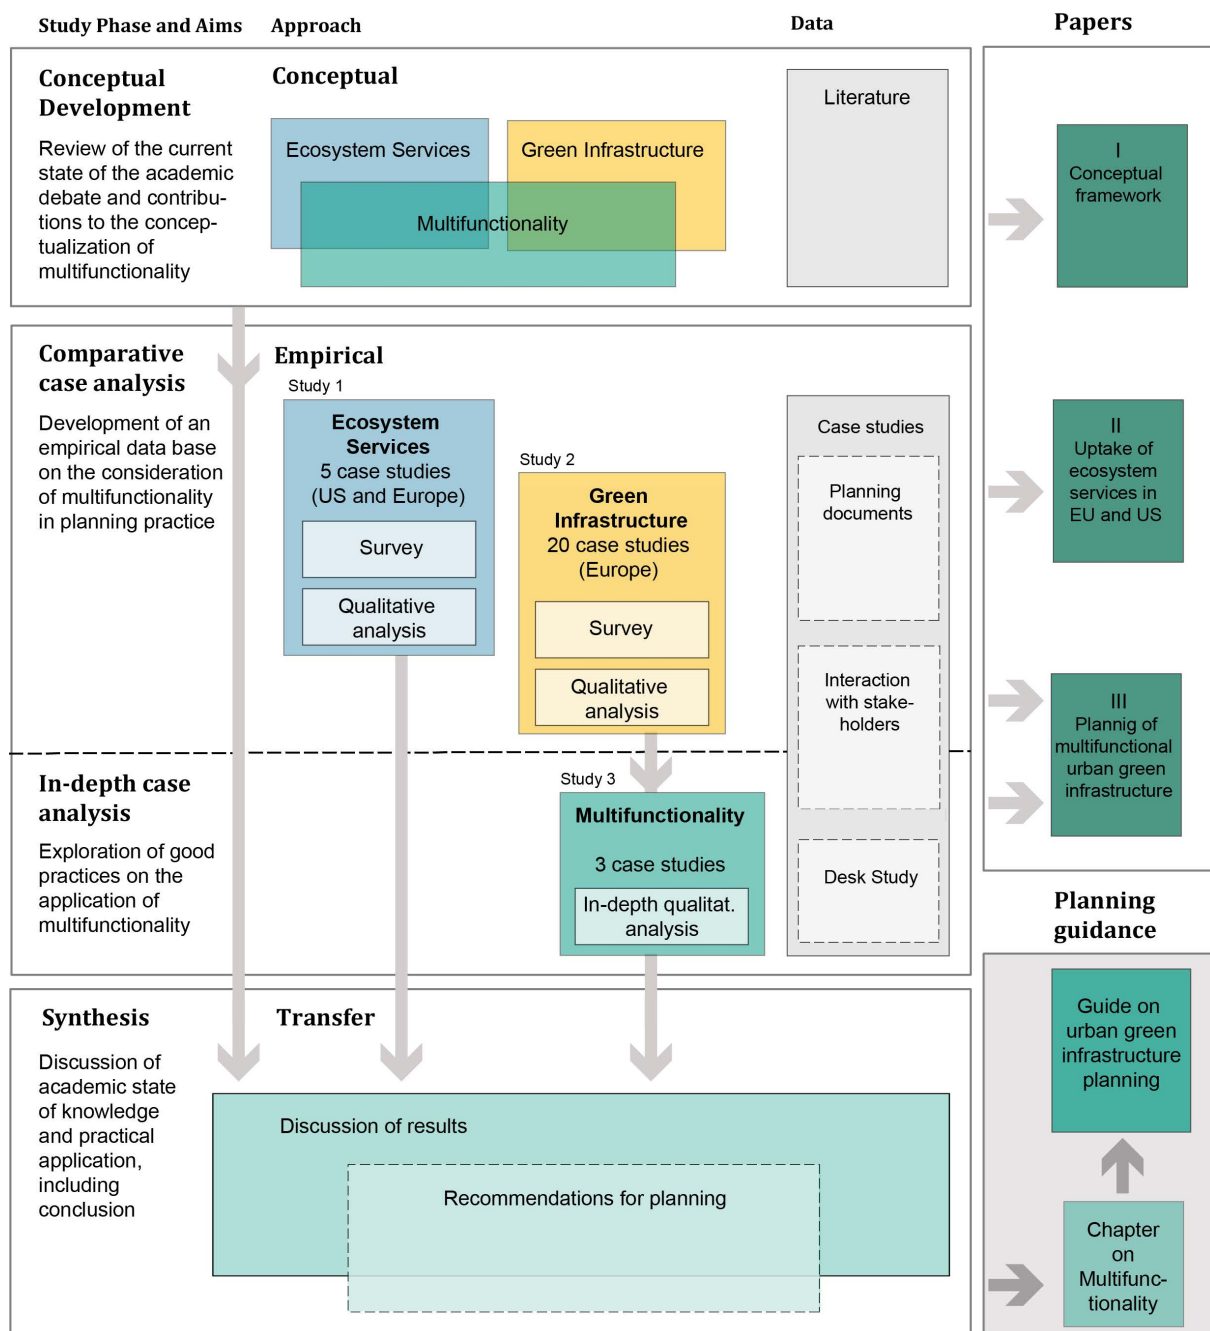 Study Phase and Aims
Approach
Data
Papers
Conceptual
Development
Review of the current
state of the academic
debate and contribu-
tions to the concep-
tualization of
multifunctionality
Conceptual
Ecosystem Services
Green Infrastructure
Multifunctionality
Literature
I
Conceptual
framework
Comparative
case analysis
Development of an
empirical data base
on the consideration
of multifunctionality
in planning practice
Empirical
Study 1
Ecosystem
Services
5 case studies
(US and Europe)
Survey
Qualitative
analysis
Study 2
Green
Infrastructure
20 case studies
(Europe)
Survey
Qualitative
analysis
Case studies
Planning
documents
Interaction
with stake-
holders
Desk Study
II
Uptake of
ecosystem
services in
EU and US
III
Plannig of
multifunctional
urban green
infrastructure
In-depth case
analysis
Exploration of good
practices on the
application of
multifunctionality
Study 3
Multifunctionality
3 case studies
In-depth qualitat.
analysis
Planning
guidance
Guide on
urban green
infrastructure
planning
Chapter
on
Multifunc-
tionality
Synthesis
Discussion of
academic state
of knowledge
and practical
application,
including
conclusion
Transfer
Discussion of results
Recommendations for planning